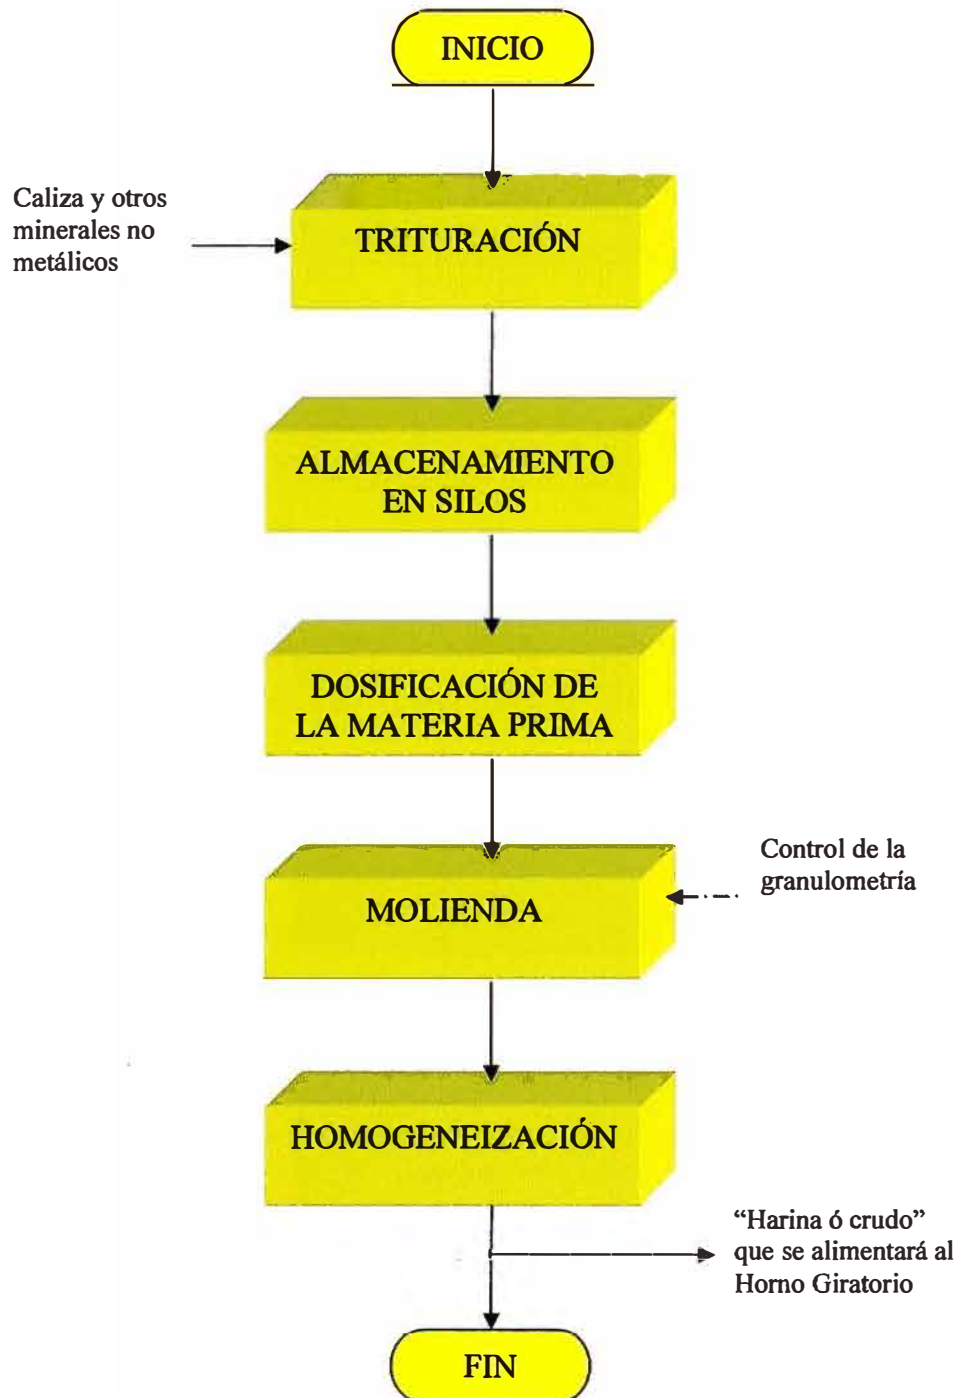 INICIO
Caliza y otros
minerales no
metálicos
TRITURACIÓN
ALMACENAMIENTO
EN SILOS
DOSIFICACIÓN DE
LA MATERIA PRIMA
Control de la
granulometría
MOLIENDA
HOMOGENEIZACIÓN
“Harina ó crudo”
que se alimentará al
Horno Giratorio
FIN